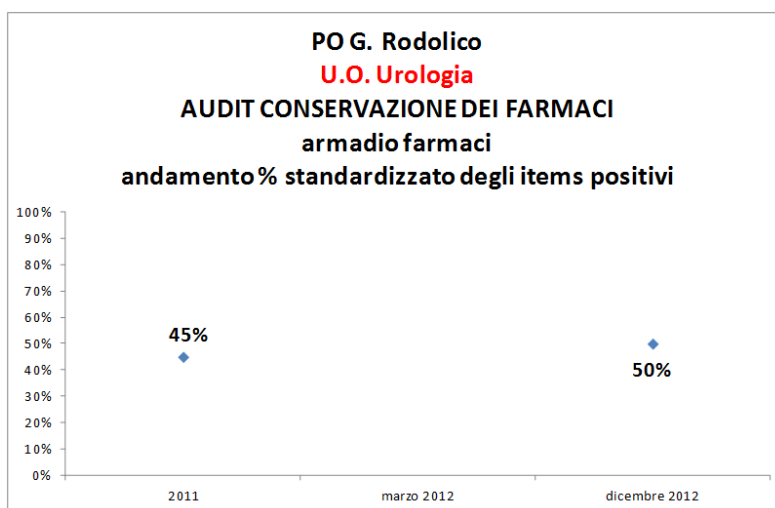 PO G. Rodolico
U.O. Urologia
AUDIT CONSERVAZIONE DEI FARMACI
armadio farmaci
andamento % standardizzato degli items positivi
100%
90%
80%
70%
60%
50%
40%
30%
20%
10%
0%
45%
50%
2011
marzo 2012
dicembre 2012